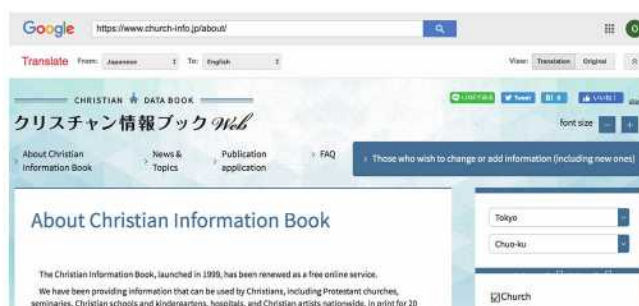 Google https://www.church-info.jp/about/
Translate From: Japanese To: English View: Translation Original
CHRISTIAN DATA BOOK
Tweet
クリスチャン情報ブック Web
font size - +
About Christian Information Book
News & Topics
Publication application
FAQ
Those who wish to change or add information (including new ones)
About Christian Information Book
Tokyo
Chuo-ku
The Christian Information Book, launched in 1999, has been renewed as a free online service.
We have been providing information that can be used by Christians, including Protestant churches,
seminaries, Christian schools and kindergartens, hospitals, and Christian artists nationwide, in print for 20
Church